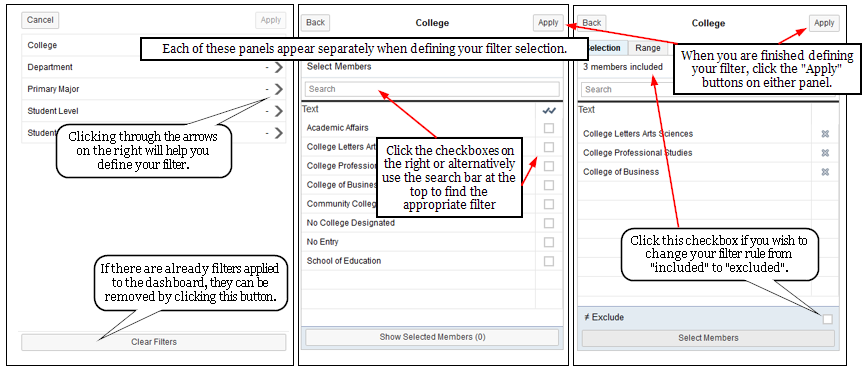 Cancel
Apply
College
Department
-
Primary Major
-
Student Level
-
Student
-
Clicking through the arrows
on the right will help you
define your filter.
If there are already filters applied
to the dashboard, they can be
removed by clicking this button.
Clear Filters
Each of these panels appear separately when defining your filter selection.
Back
College
Apply
Select Members
Search
Text
Academic Affairs
College Letters Arts
College Profession
College of Business
Community College
No College Designated
No Entry
School of Education
Click the checkboxes on
the right or alternatively
use the search bar at the
top to find the
appropriate filter
Show Selected Members (0)
Back
College
Apply
Selection
Range
3 members included
Search
When you are finished defining
your filter, click the "Apply"
buttons on either panel.
Text
College Letters Arts Sciences
College Professional Studies
College of Business
Click this checkbox if you wish to
change your filter rule from
"included" to "excluded".
≠ Exclude
Select Members